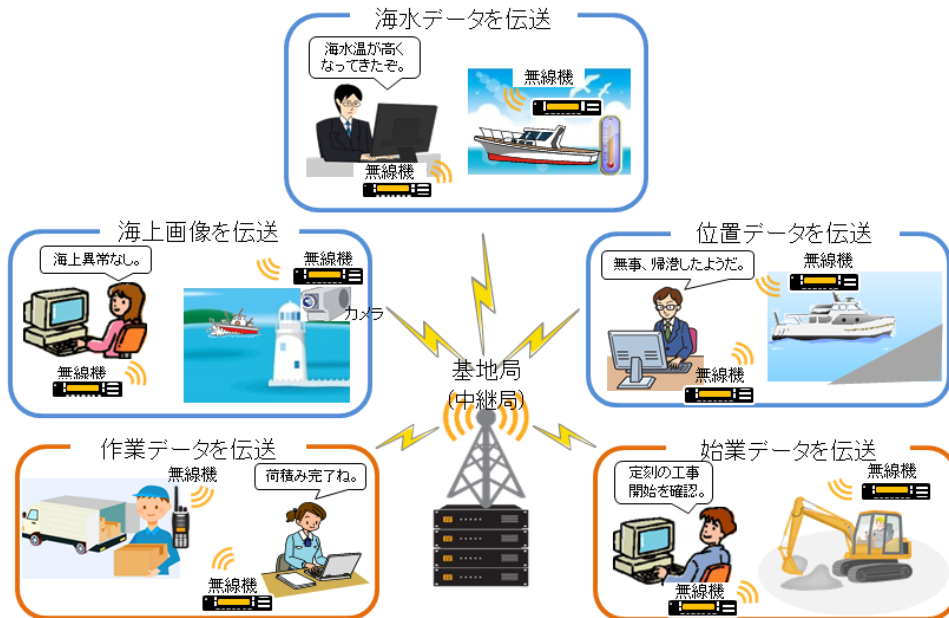 海水データを伝送
海水温が高く
なってきたぞ。
無線機
無線機
海上画像を伝送
海上異常なし。
無線機
カメラ
無線機
位置データを伝送
無事、帰港したようだ。
無線機
無線機
基地局
(中継局)
作業データを伝送
無線機
荷積み完了ね。
無線機
始業データを伝送
定刻の工事
開始を確認。
無線機
無線機